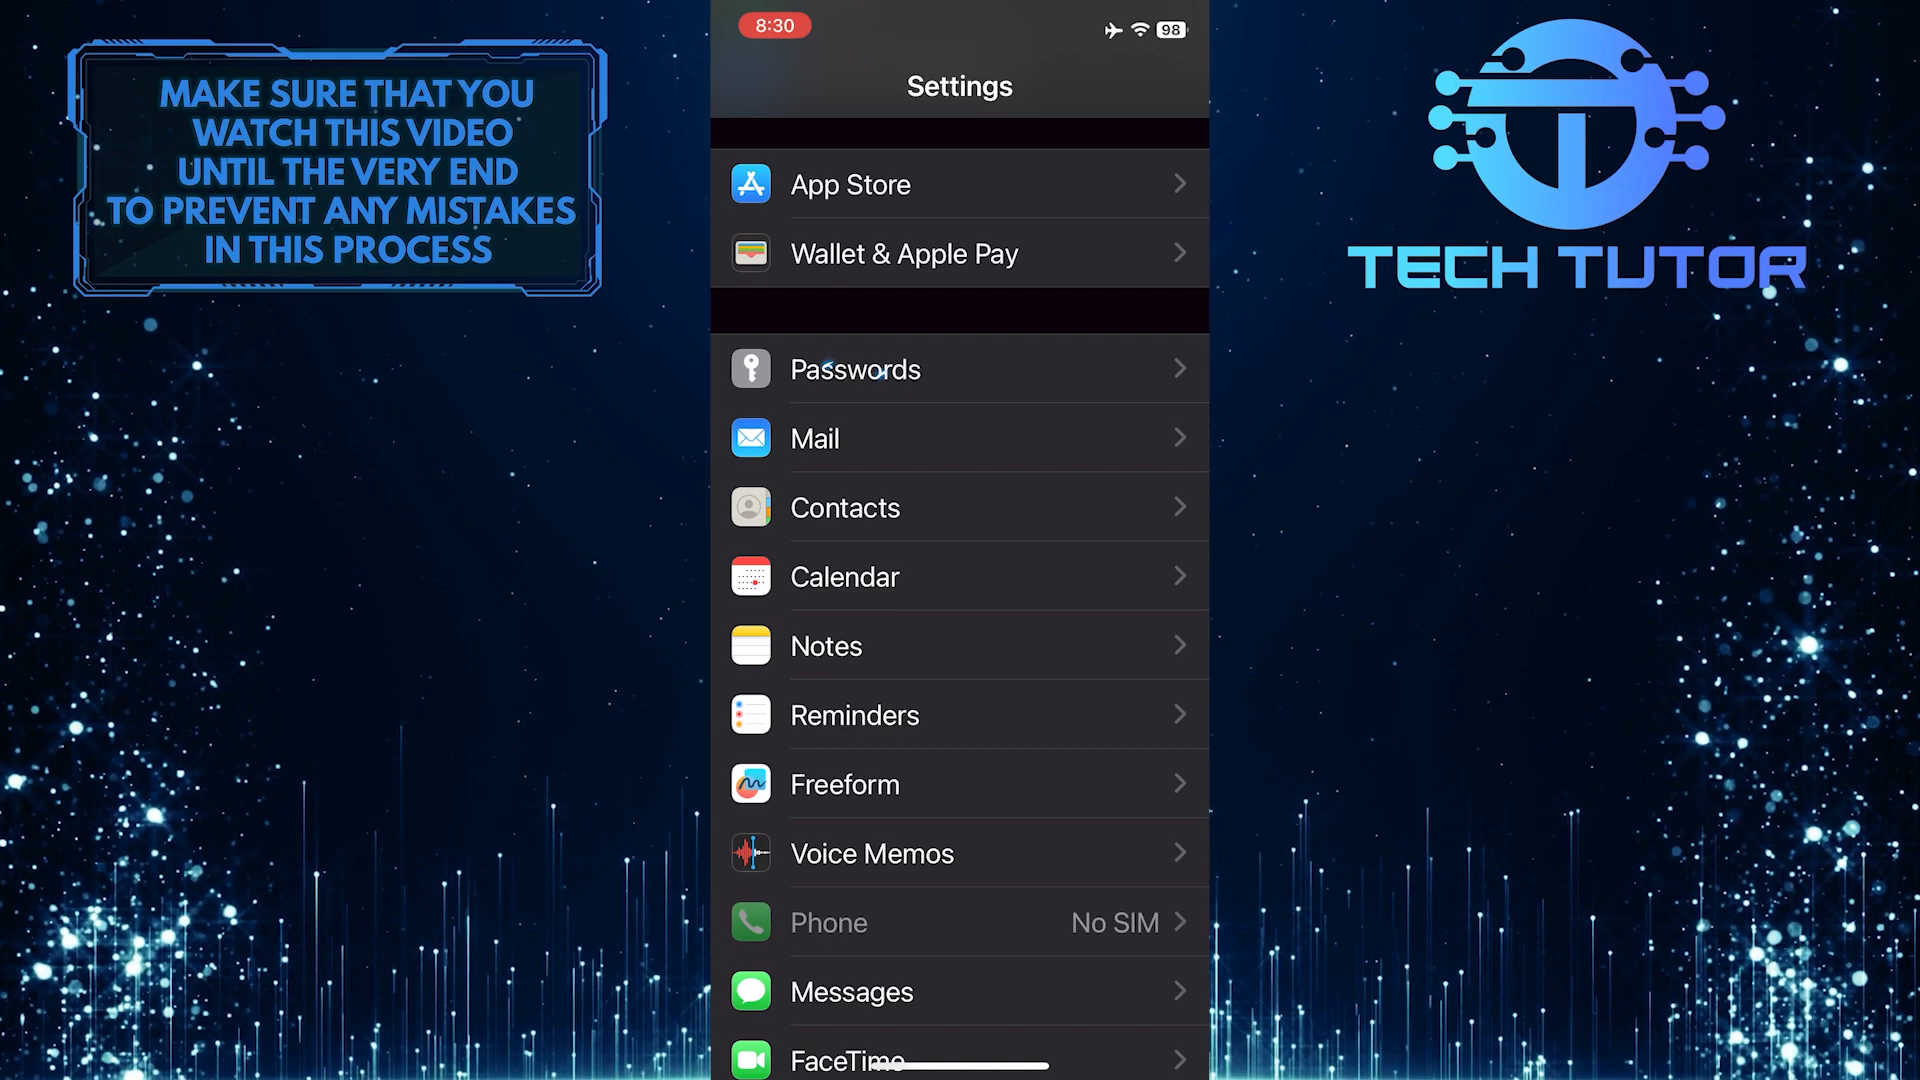 MAKE SURE THAT YOU
WATCH THIS VIDEO
UNTIL THE VERY END
TO PREVENT ANY MISTAKES
IN THIS PROCESS
8:30
98
Settings
App Store
Wallet & Apple Pay
Passwords
Mail
Contacts
Calendar
Notes
Reminders
Freeform
Voice Memos
Phone No SIM
Messages
FaceTime
TECH TUTOR